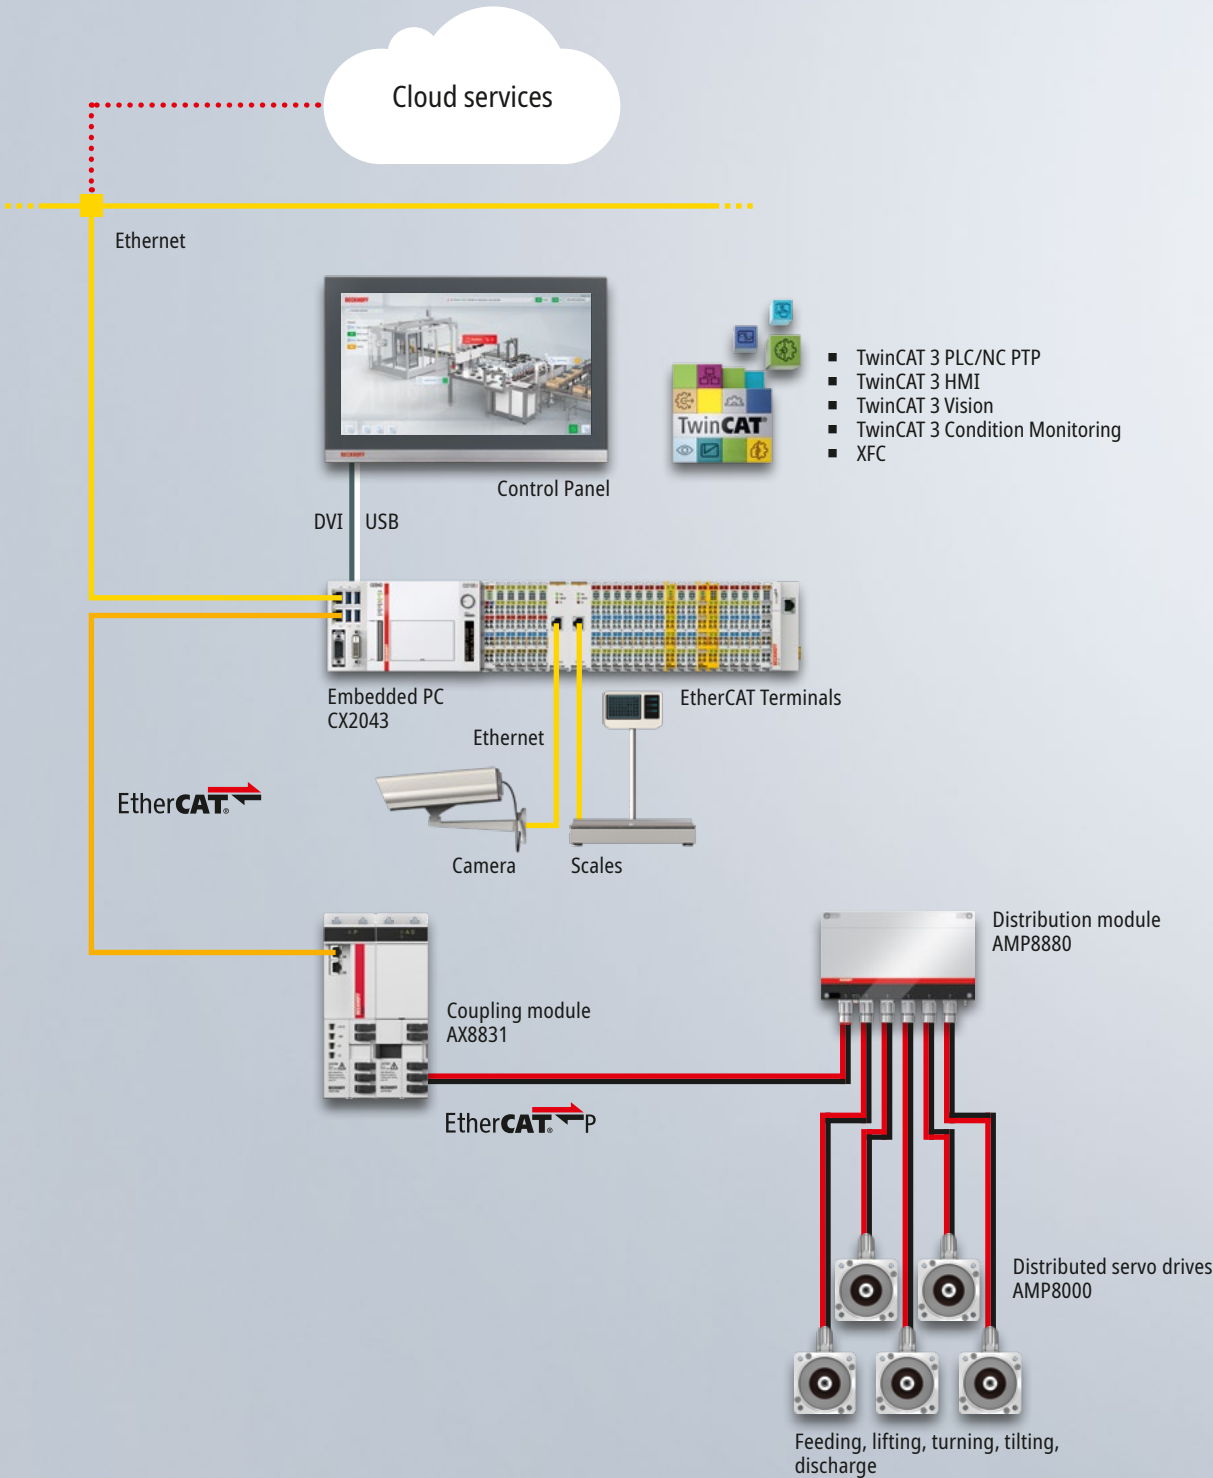 Cloud services
Ethernet
BECKHOFF
BECKHOFF
Control Panel
TwinCAT®
■ TwinCAT 3 PLC/NC PTP
■ TwinCAT 3 HMI
■ TwinCAT 3 Vision
■ TwinCAT 3 Condition Monitoring
■ XFC
DVI
USB
Embedded PC
CX2043
EtherCAT Terminals
Ethernet
EtherCAT®
Camera
Scales
Distribution module
AMP8880
Coupling module
AX8831
EtherCAT® P
Distributed servo drives
AMP8000
Feeding, lifting, turning, tilting,
discharge